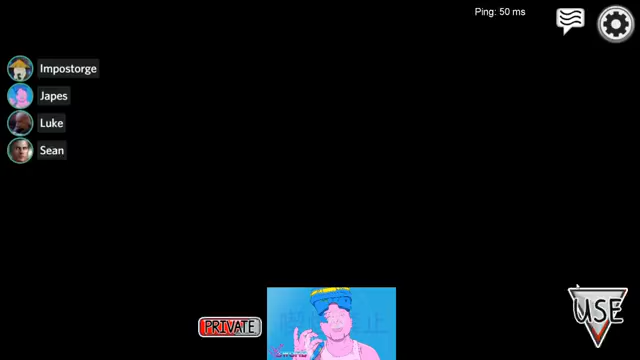 Ping: 50 ms
Impostorge
Japes
Luke
Sean
PRIVATE
USE